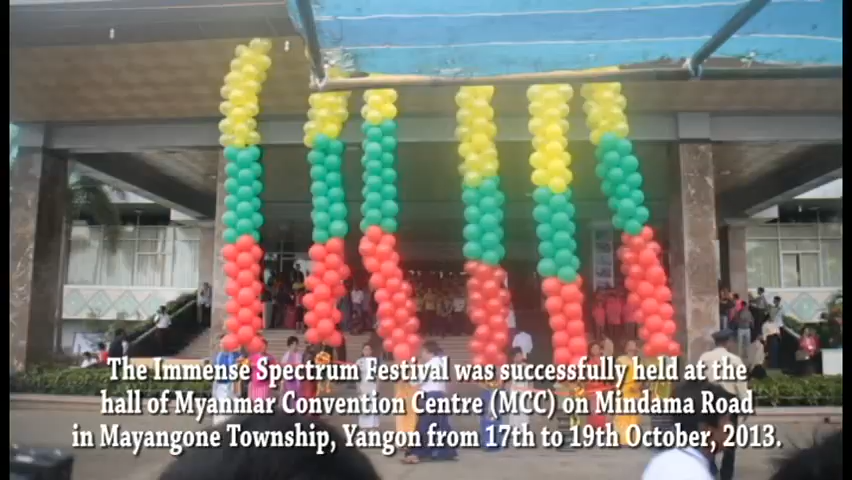 The Immense Spectrum Festival was successfully held at the
hall of Myanmar Convention Centre (MCC) on Mindama Road
in Mayangone Township, Yangon from 17th to 19th October, 2013.